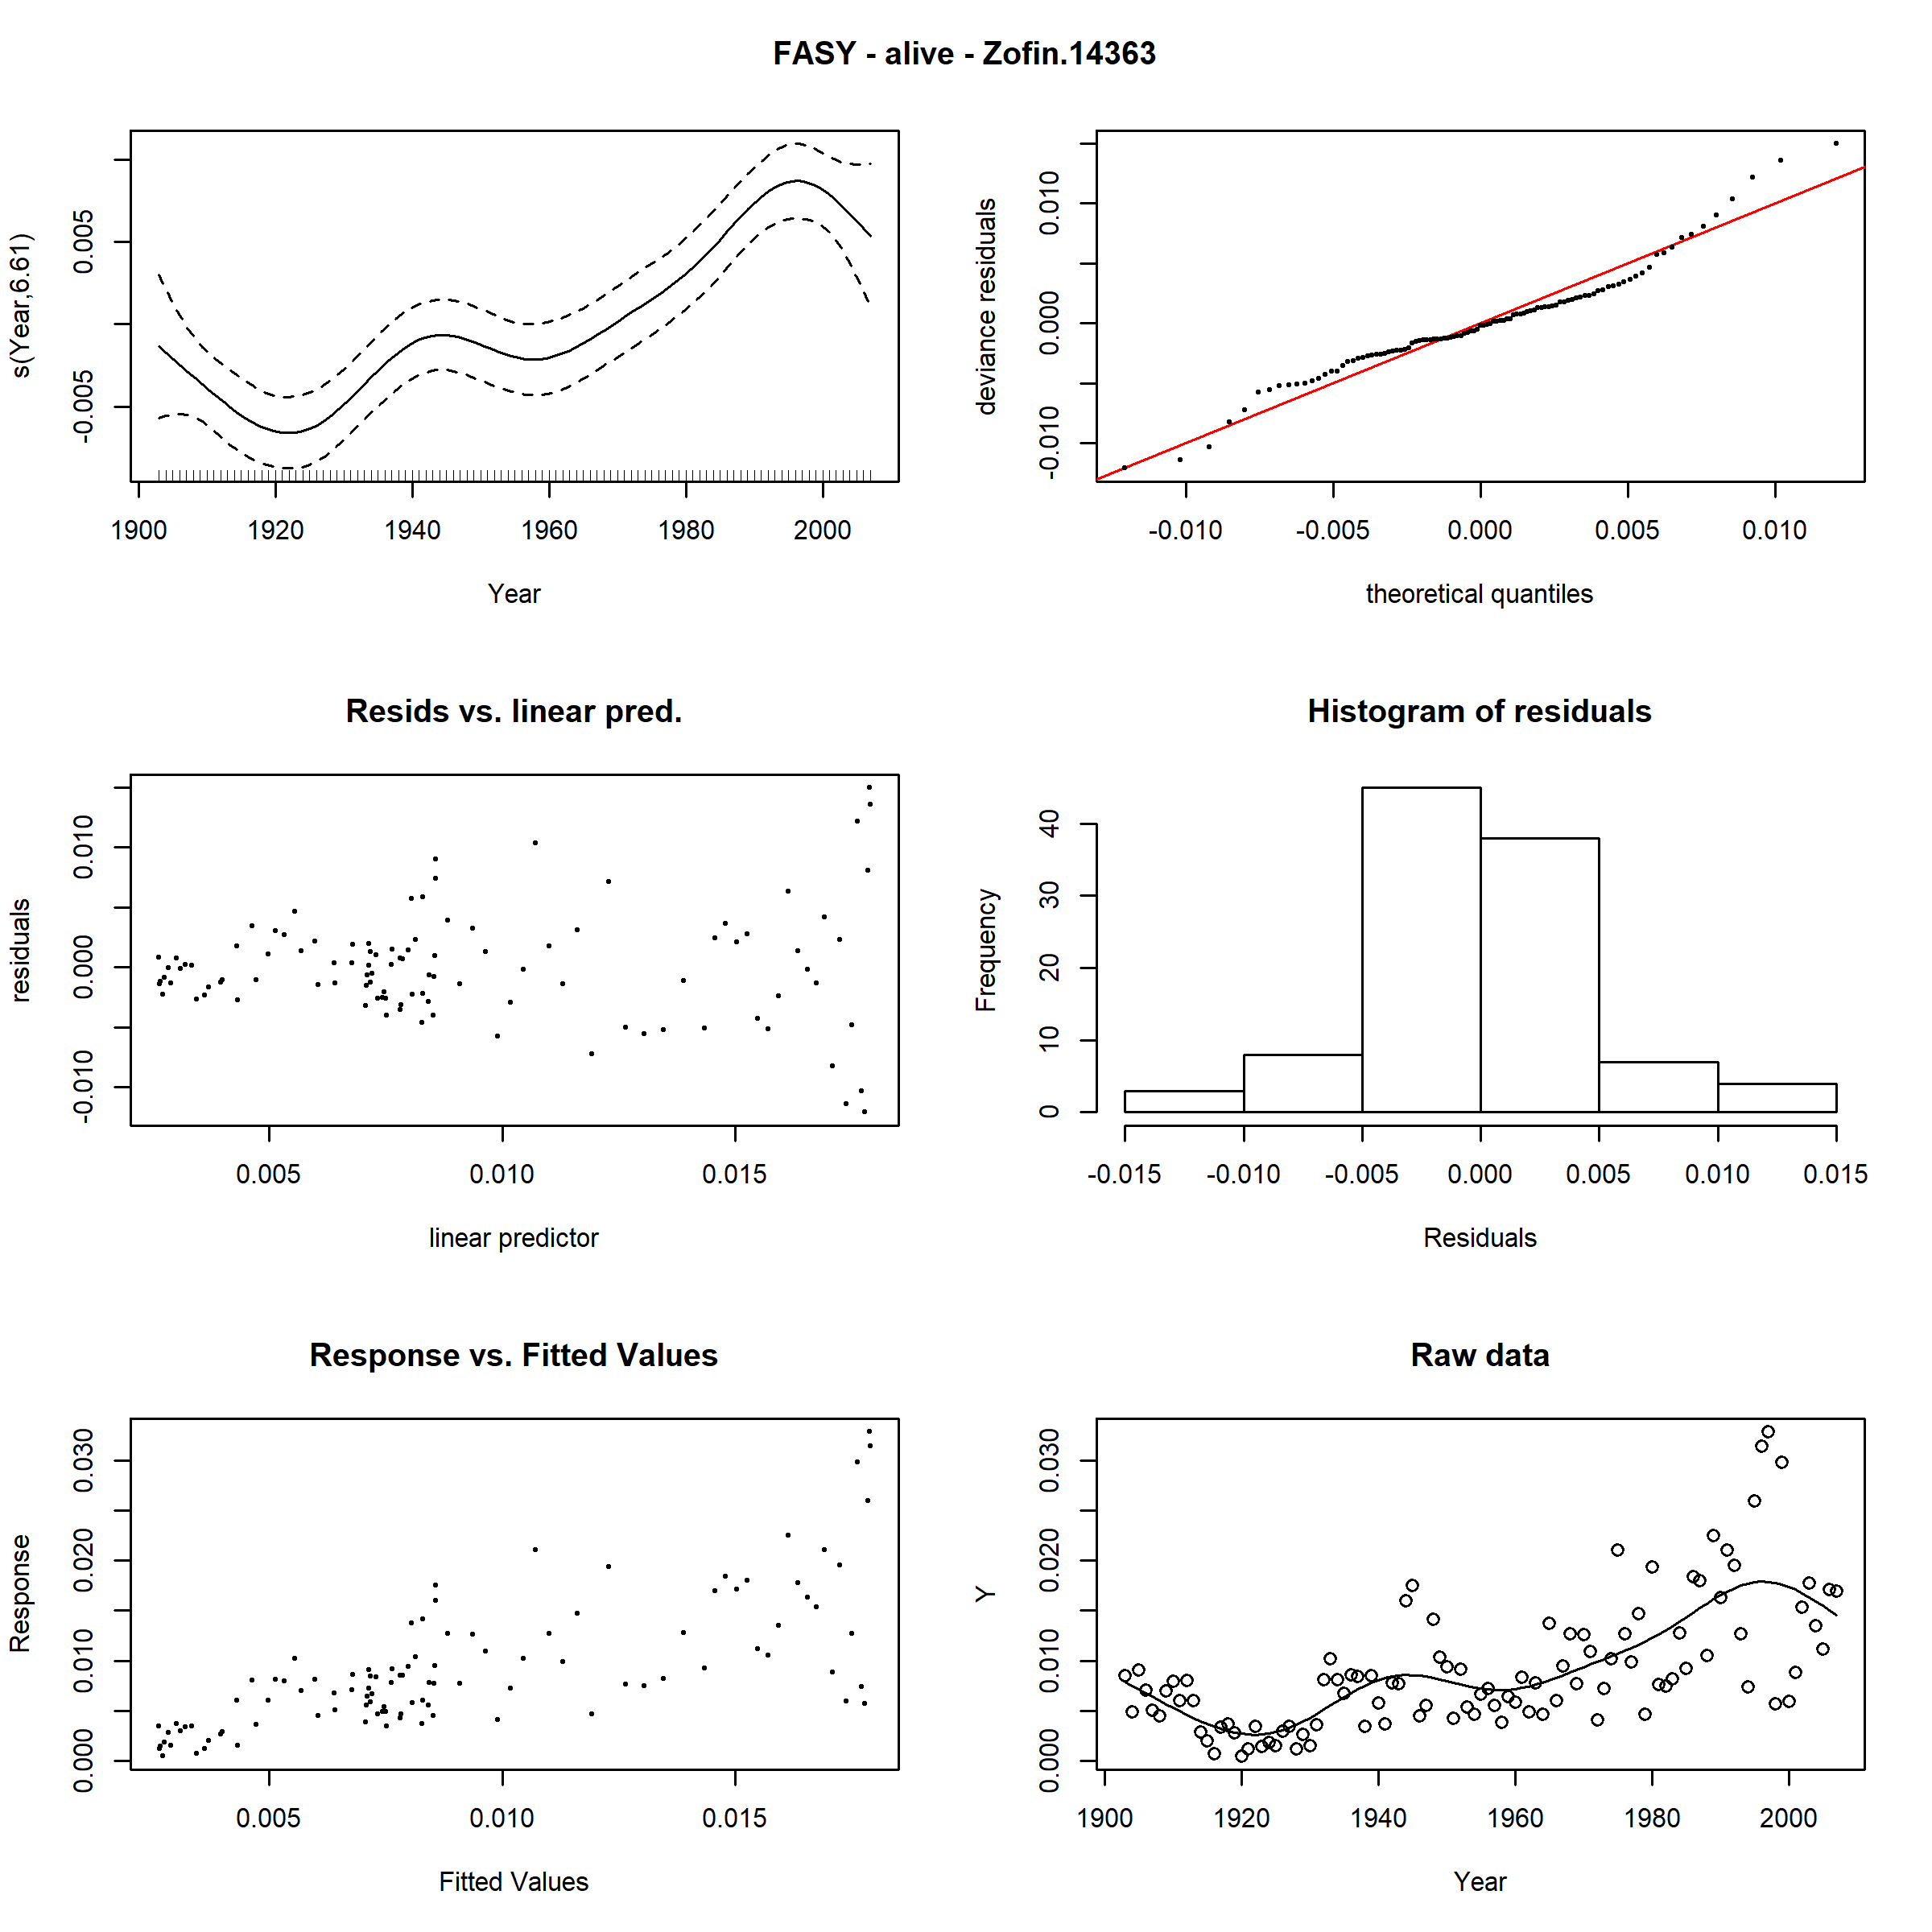 FASY - alive - Zofin.14363
s(Year,6.61)
-0.005 0.005
1900 1920 1940 1960 1980 2000
Year
deviance residuals
-0.010 0.000 0.010
-0.010 -0.005 0.000 0.005 0.010
theoretical quantiles
Resids vs. linear pred.
residuals
-0.010 0.000 0.010
0.005 0.010 0.015
linear predictor
Histogram of residuals
Frequency
0 10 20 30 40
-0.015 -0.010 -0.005 0.000 0.005 0.010 0.015
Residuals
Response vs. Fitted Values
Response
0.000 0.010 0.020 0.030
0.005 0.010 0.015
Fitted Values
Raw data
Y
0.000 0.010 0.020 0.030
1900 1920 1940 1960 1980 2000
Year